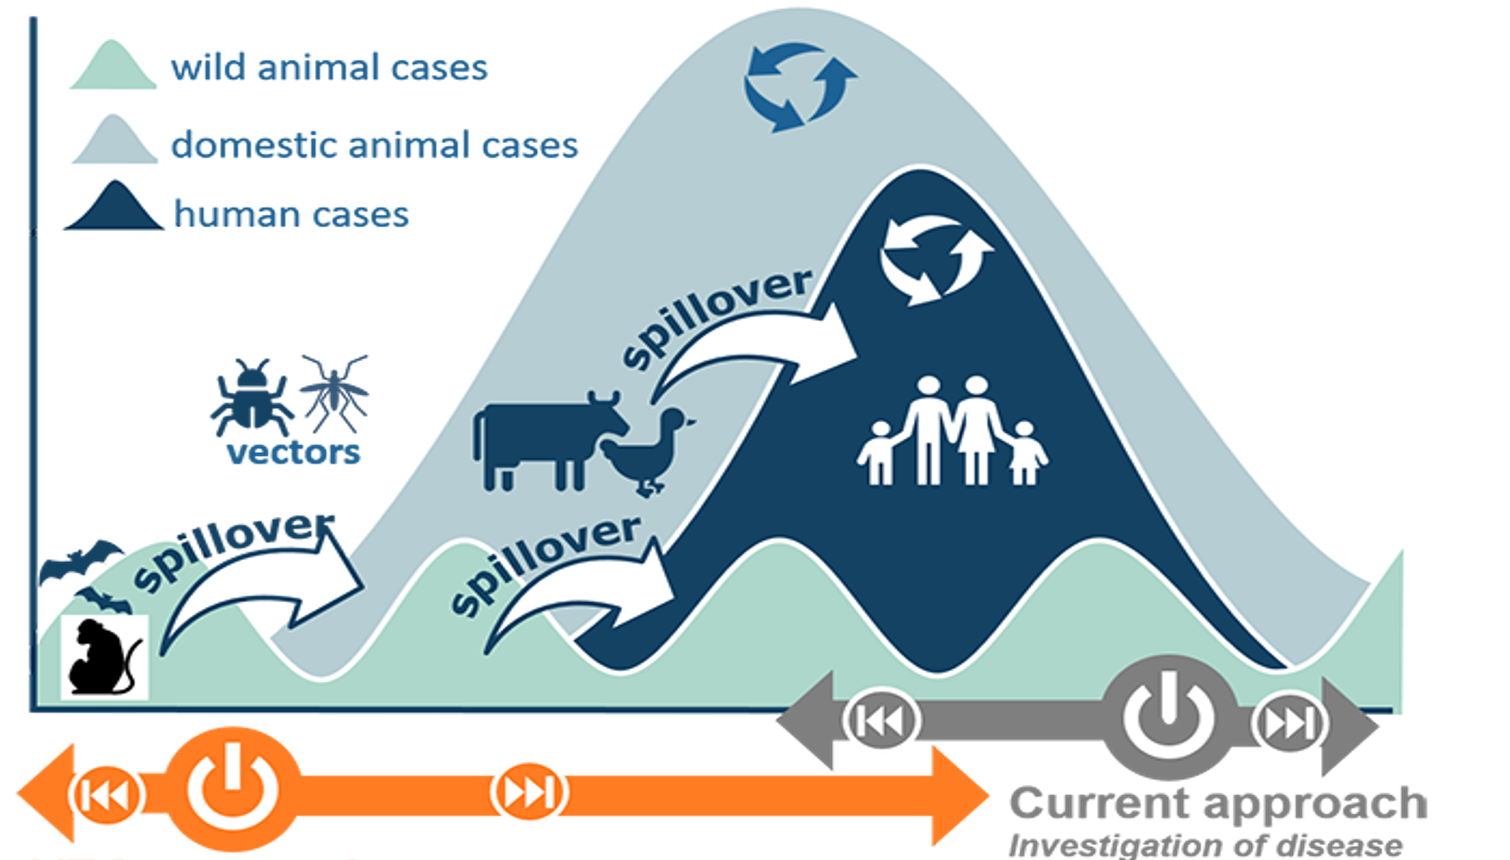 wild animal cases
domestic animal cases
human cases
spillover
vectors
spillover
spillover
Current approach
Investigation of disease